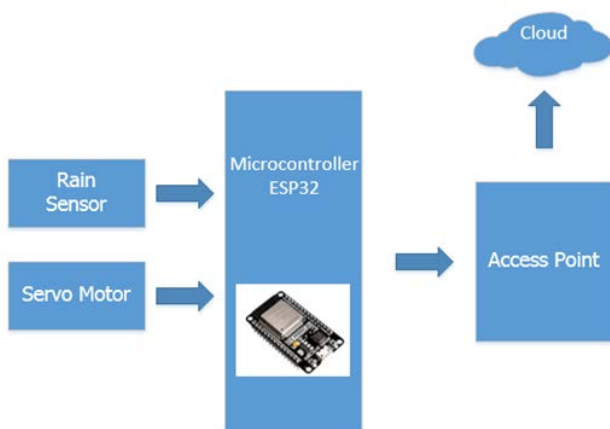 Cloud
Microcontroller
ESP32
Rain
Sensor
Servo Motor
Access Point